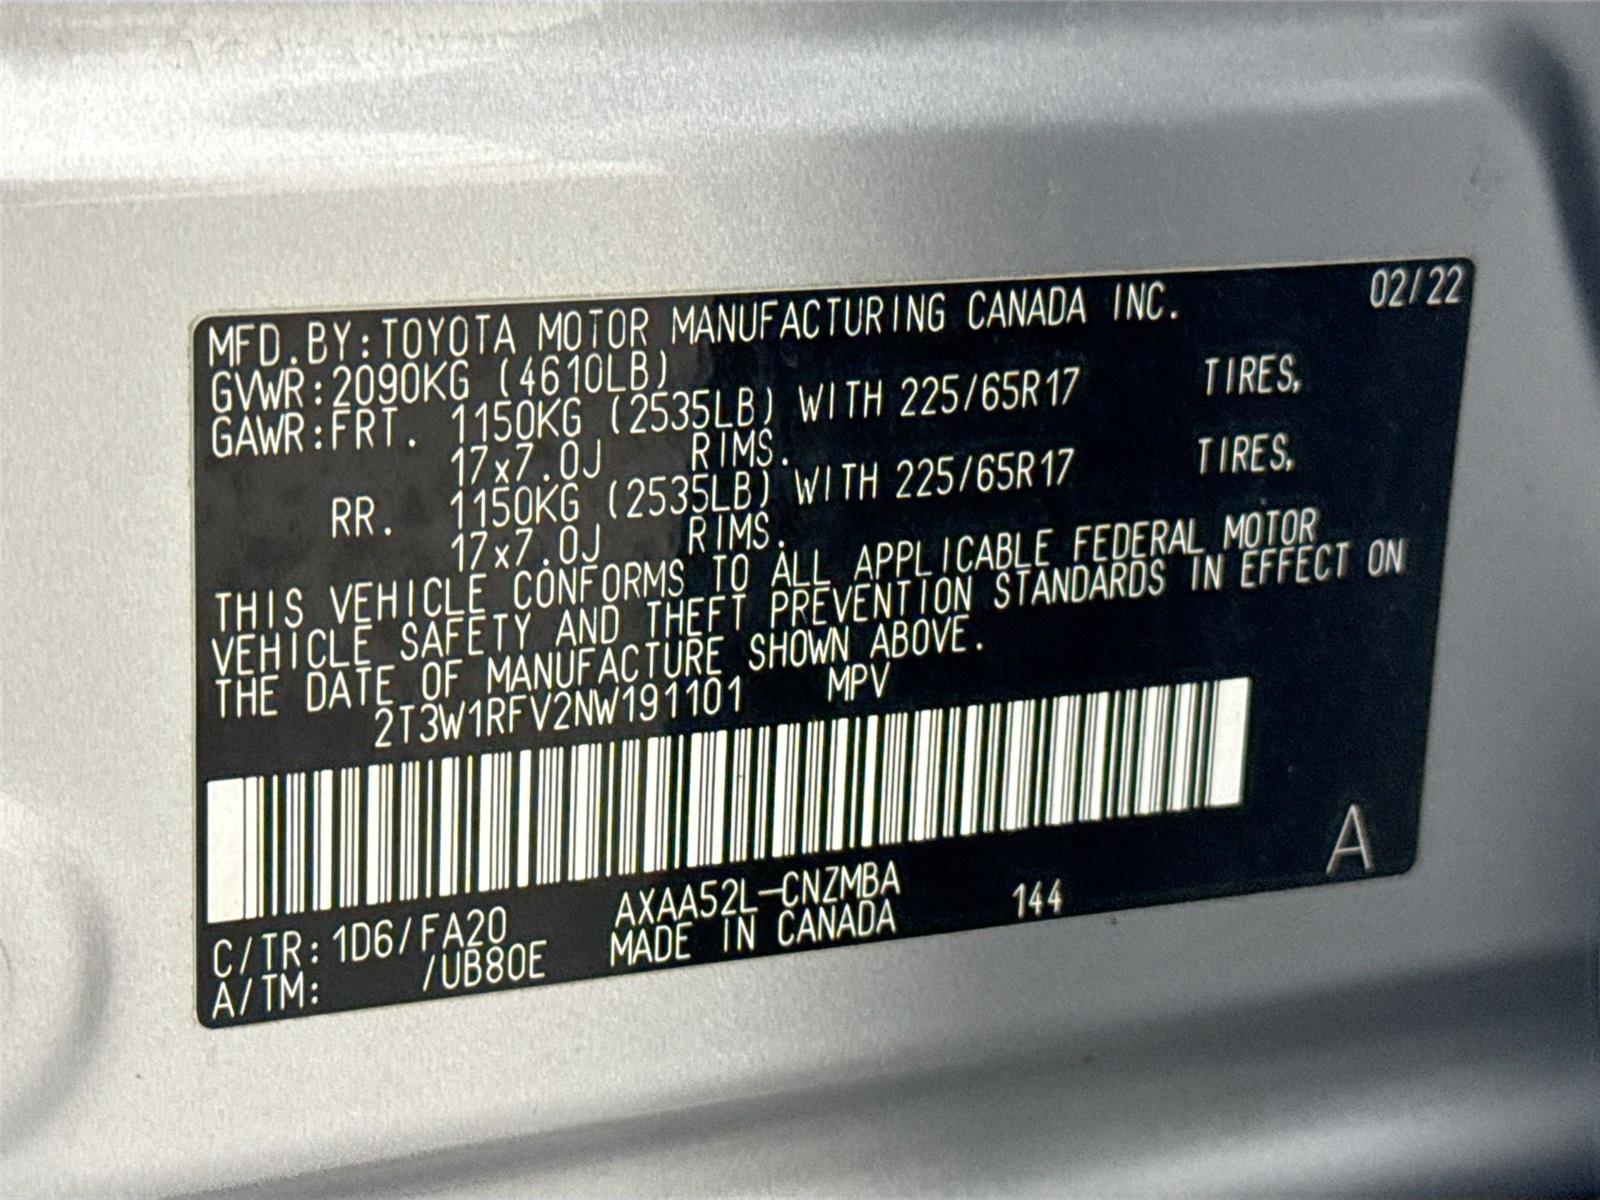 MFD.BY:TOYOTA MOTOR MANUFACTURING CANADA INC. 02/22
GVWR:2090KG (4610LB)
GAWR:FRT. 1150KG (2535LB) WITH 225/65R17 TIRES,
17x7.0J RIMS.
RR. 1150KG (2535LB) WITH 225/65R17 TIRES,
17x7.0J RIMS.
THIS VEHICLE CONFORMS TO ALL APPLICABLE FEDERAL MOTOR
VEHICLE SAFETY AND THEFT PREVENTION STANDARDS IN EFFECT ON
THE DATE OF MANUFACTURE SHOWN ABOVE.
2T3W1RFV2NW191101 MPV
A
C/TR:1D6/FA20 AXAA52L-CNZMBA 144
A/TM: /UB80E MADE IN CANADA